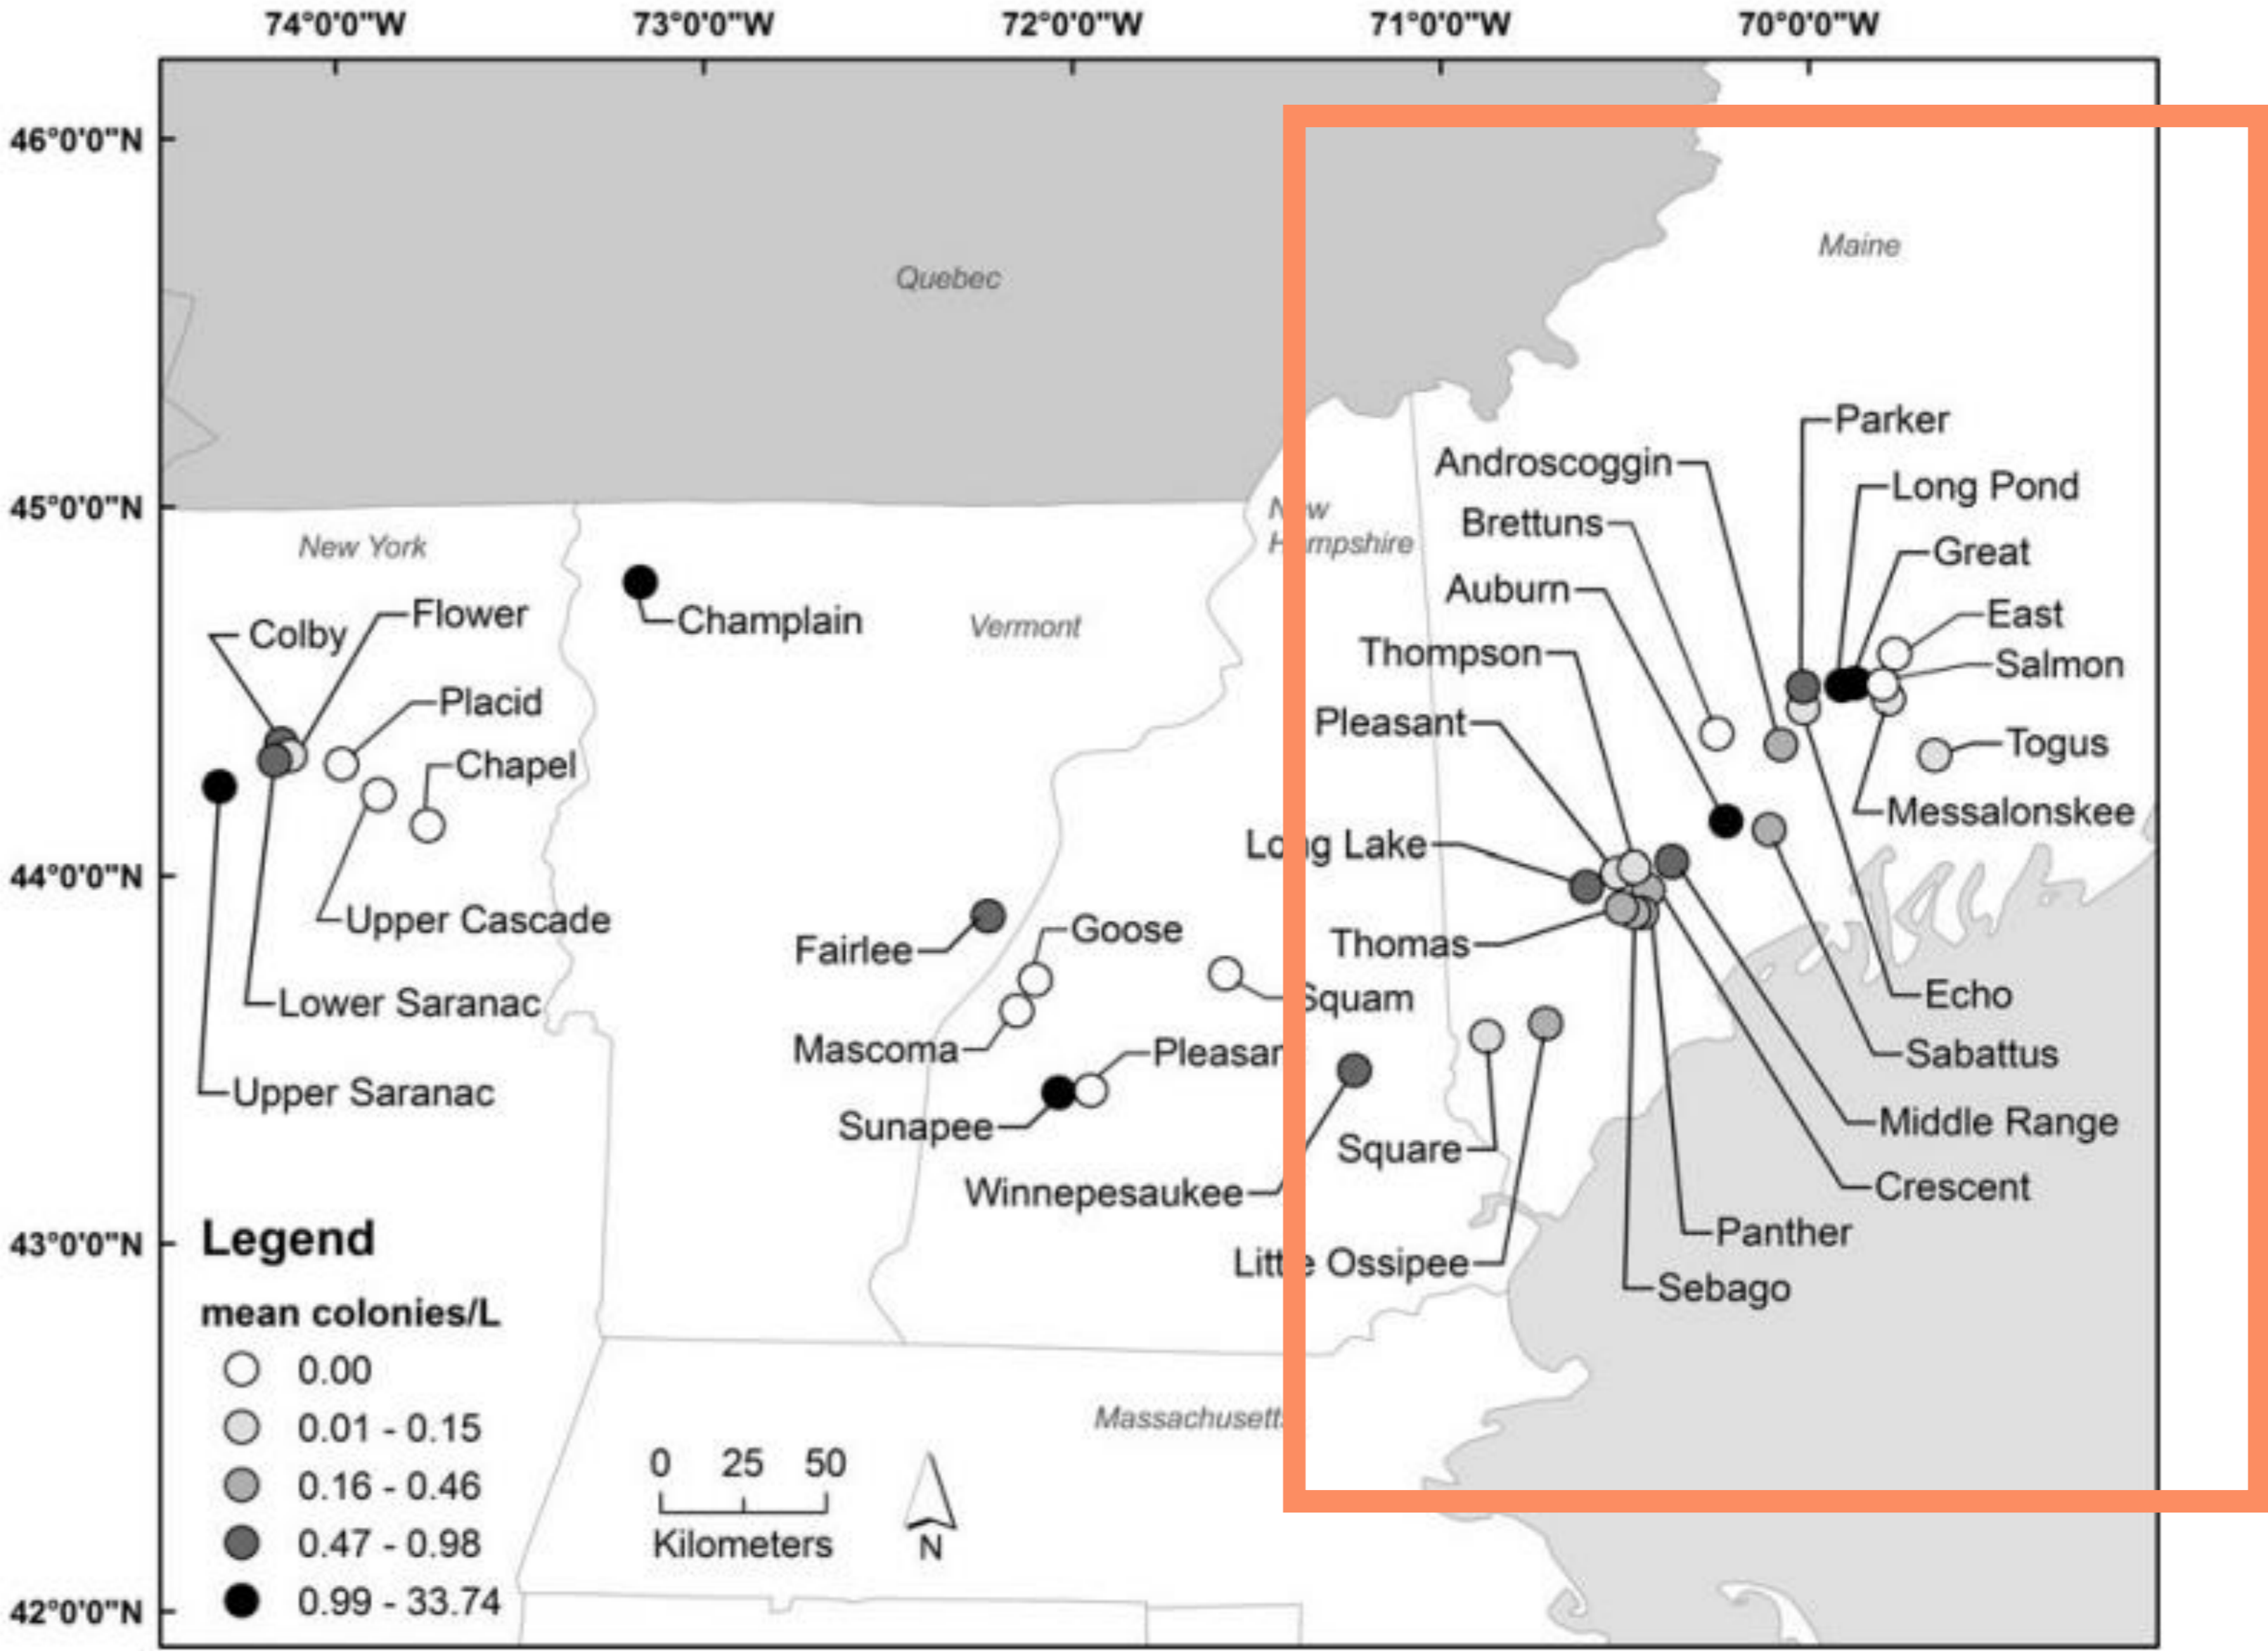 74°0'0"W 73°0'0"W 72°0'0"W 71°0'0"W 70°0'0"W
46°0'0"N
45°0'0"N
44°0'0"N
43°0'0"N
42°0'0"N
Quebec
Maine
New York
Vermont
Parker
Androscoggin
Long Pond
Brettuns
Great
Auburn
East
Thompson
Salmon
Pleasant
Togus
Messalonskee
Long Lake
Thomas
Echo
Sabattus
Middle Range
Crescent
Panther
Sebago
Square
Little Ossipee
Squam
Winnepesaukee
Colby
Flower
Placid
Chapel
Upper Cascade
Lower Saranac
Upper Saranac
Champlain
Fairlee
Goose
Mascoma
Sunapee
Legend
mean colonies/L
0.00
0.01 - 0.15
0.16 - 0.46
0.47 - 0.98
0.99 - 33.74
0 25 50
Kilometers
N